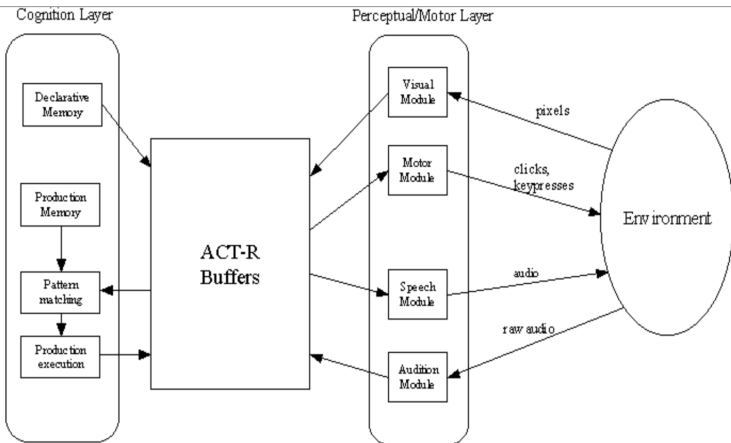 Cognition Layer
Perceptual/Motor Layer
Declarative
Memory
Production
Memory
Pattern
matching
Production
execution
ACT-R
Buffers
Visual
Module
Motor
Module
Speech
Module
Audition
Module
pixels
clicks,
keypresses
audio
raw audio
Environment